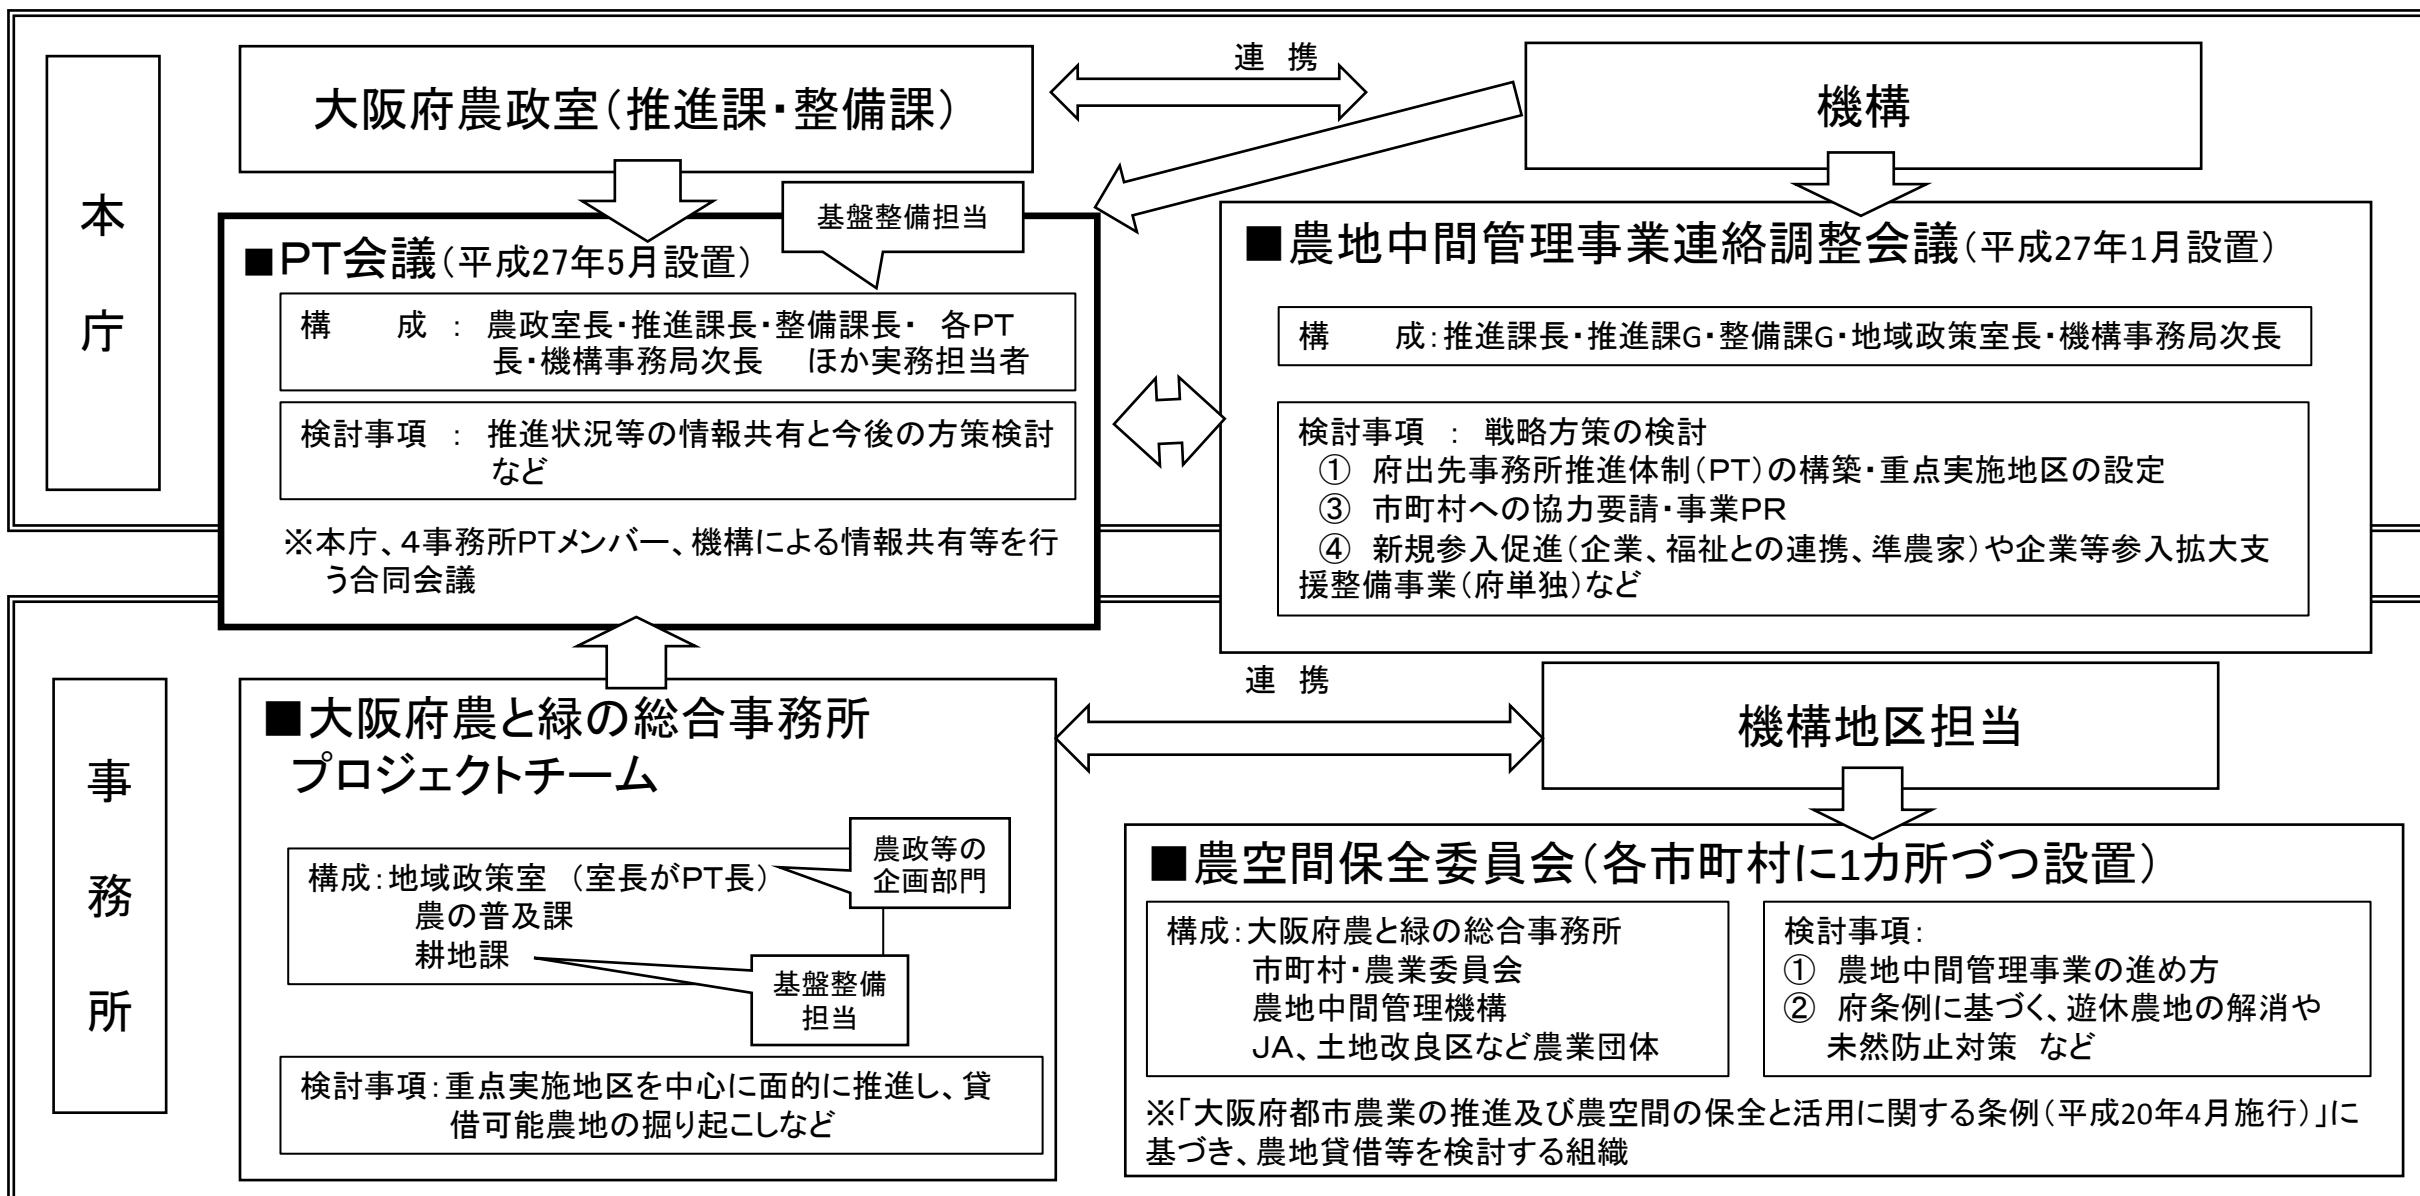 本庁
大阪府農政室（推進課・整備課）
連 携
機構
基盤整備担当
■PT会議（平成27年5月設置）
構　　成 ： 農政室長・推進課長・整備課長・ 各PT
長・機構事務局次長　ほか実務担当者
検討事項 ： 推進状況等の情報共有と今後の方策検討
など
※本庁、４事務所PTメンバー、機構による情報共有等を行
う合同会議
■農地中間管理事業連絡調整会議（平成27年1月設置）
構　　成：推進課長・推進課G・整備課G・地域政策室長・機構事務局次長
検討事項 ： 戦略方策の検討
① 府出先事務所推進体制（PT）の構築・重点実施地区の設定
③ 市町村への協力要請・事業PR
④ 新規参入促進（企業、福祉との連携、準農家）や企業等参入拡大支
援整備事業（府単独）など
事務所
■大阪府農と緑の総合事務所
プロジェクトチーム
構成：地域政策室 （室長がPT長）
農の普及課
耕地課
農政等の
企画部門
基盤整備
担当
検討事項：重点実施地区を中心に面的に推進し、貸
借可能農地の掘り起こしなど
連 携
機構地区担当
■農空間保全委員会（各市町村に1カ所づつ設置）
構成：大阪府農と緑の総合事務所
市町村・農業委員会
農地中間管理機構
JA、土地改良区など農業団体
検討事項：
① 農地中間管理事業の進め方
② 府条例に基づく、遊休農地の解消や
未然防止対策 など
※「大阪府都市農業の推進及び農空間の保全と活用に関する条例（平成20年4月施行）」に
基づき、農地貸借等を検討する組織